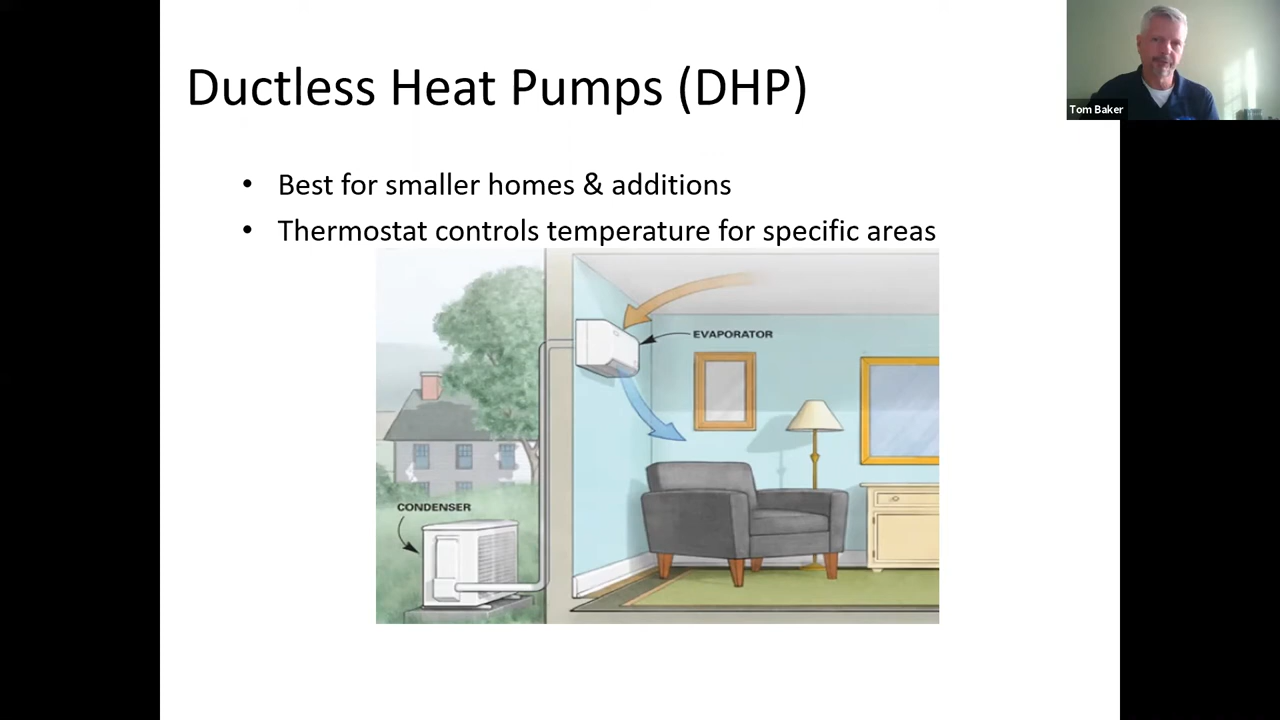 Ductless Heat Pumps (DHP)
Tom Baker
• Best for smaller homes & additions
• Thermostat controls temperature for specific areas
EVAPORATOR
CONDENSER